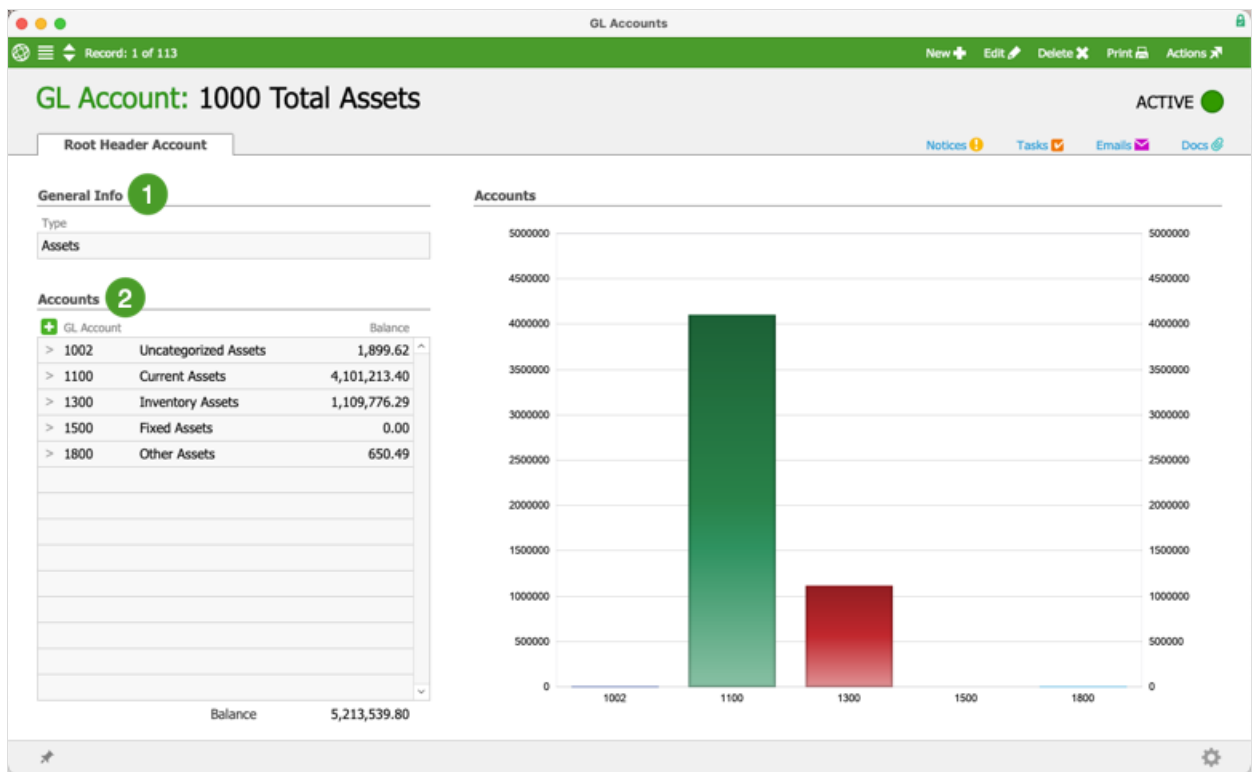 GL Accounts
Record: 1 of 113 New Edit Delete Print Actions
GL Account: 1000 Total Assets ACTIVE
Root Header Account Notices Tasks Emails Docs
General Info 1
Type
Assets
Accounts 2
GL Account Balance
> 1002 Uncategorized Assets 1,899.62
> 1100 Current Assets 4,101,213.40
> 1300 Inventory Assets 1,109,776.29
> 1500 Fixed Assets 0.00
> 1800 Other Assets 650.49
Balance 5,213,539.80
Accounts
5000000 5000000
4500000 4500000
4000000 4000000
3500000 3500000
3000000 3000000
2500000 2500000
2000000 2000000
1500000 1500000
1000000 1000000
500000 500000
0 0
1002 1100 1300 1500 1800